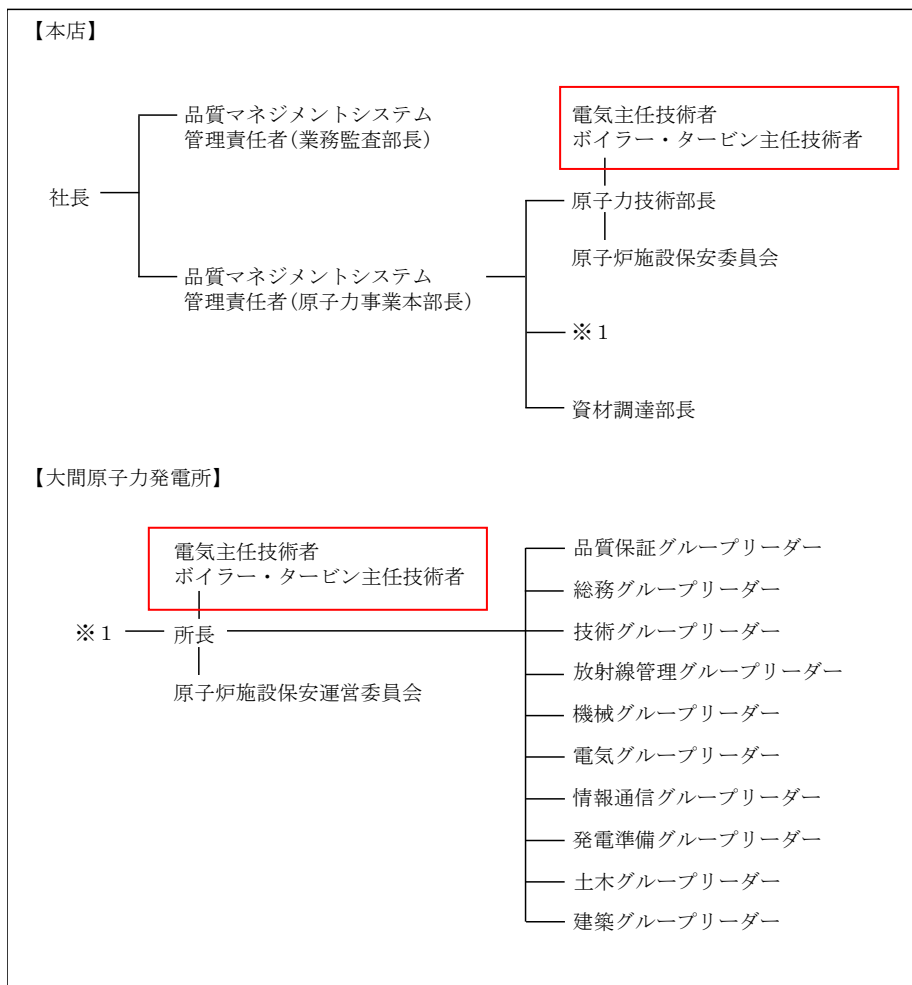 【本店】
品質マネジメントシステム
管理責任者(業務監査部長)
電気主任技術者
ボイラー・タービン主任技術者
社長
原子力技術部長
原子炉施設保安委員会
品質マネジメントシステム
管理責任者(原子力事業本部長)
※1
資材調達部長
【大間原子力発電所】
電気主任技術者
ボイラー・タービン主任技術者
※1
所長
原子炉施設保安運営委員会
品質保証グループリーダー
総務グループリーダー
技術グループリーダー
放射線管理グループリーダー
機械グループリーダー
電気グループリーダー
情報通信グループリーダー
発電準備グループリーダー
土木グループリーダー
建築グループリーダー